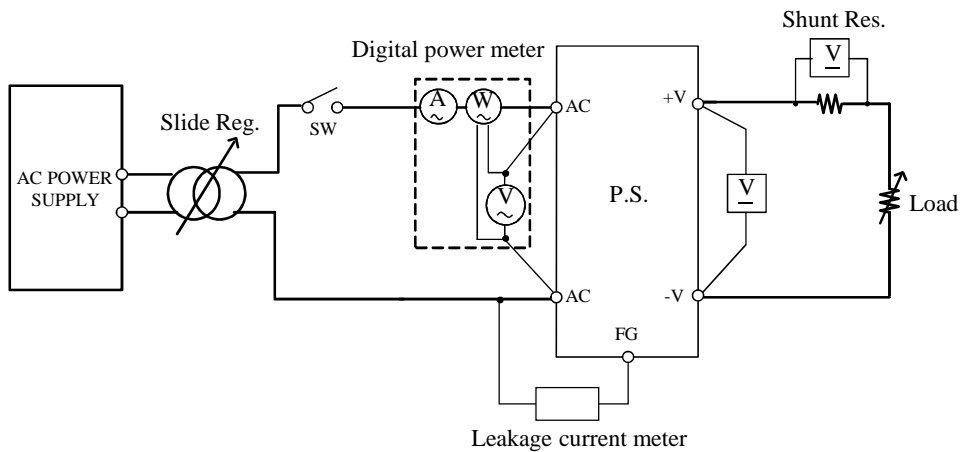 Shunt Res.
V
Digital power meter
A
W
AC
+V
SW
Slide Reg.
AC POWER
SUPPLY
V
P.S.
V
Load
AC
-V
FG
Leakage current meter